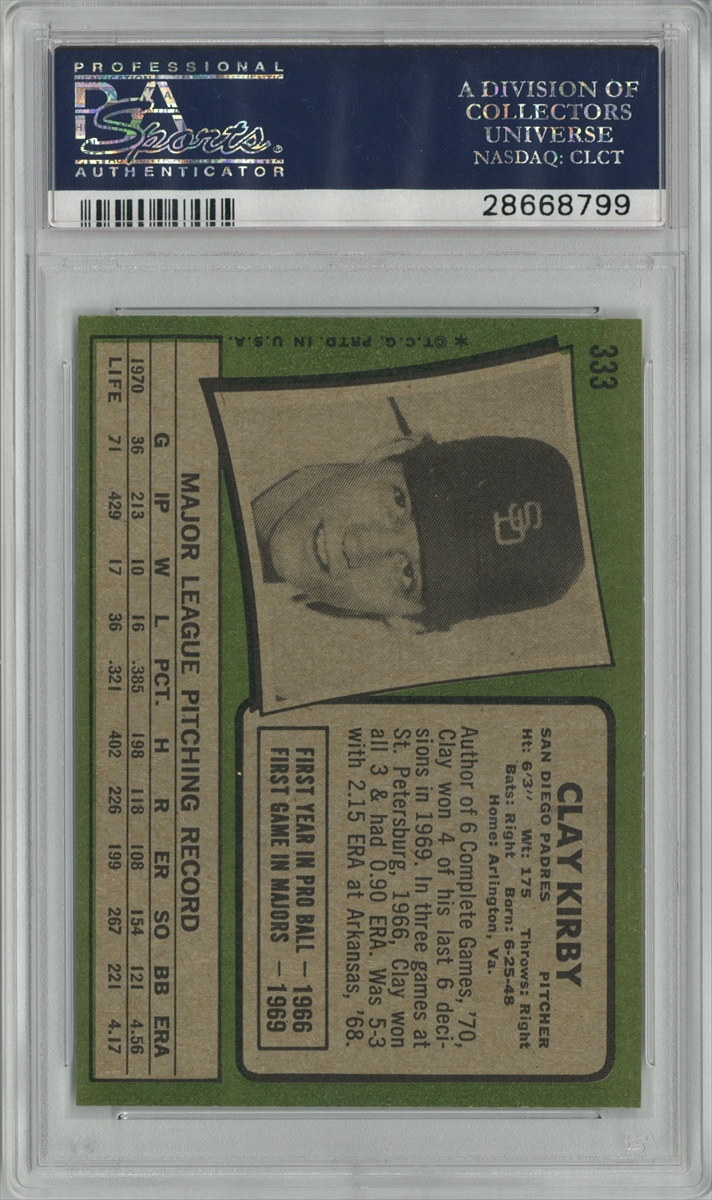 PROFESSIONAL
PSA
Sports
AUTHENTICATOR
A DIVISION OF
COLLECTORS
UNIVERSE
NASDAQ: CLCT
28668799
333
*©T.C.G. PRTD. IN U.S.A.
SD
CLAY KIRBY
SAN DIEGO PADRES PITCHER
Ht: 6'3" Wt: 175 Throws: Right
Bats: Right Born: 6-25-48
Home: Arlington, Va.
Author of 6 Complete Games, '70,
Clay won 4 of his last 6 deci-
sions in 1969. In three games at
St. Petersburg, 1966, Clay won
all 3 & had 0.90 ERA. Was 5-3
with 2.15 ERA at Arkansas, '68.
FIRST YEAR IN PRO BALL — 1966
FIRST GAME IN MAJORS — 1969
MAJOR LEAGUE PITCHING RECORD
G IP W L PCT. H R ER SO BB ERA
1970 36 213 10 16 .385 198 118 108 154 121 4.56
LIFE 71 429 17 36 .321 402 226 199 267 221 4.17